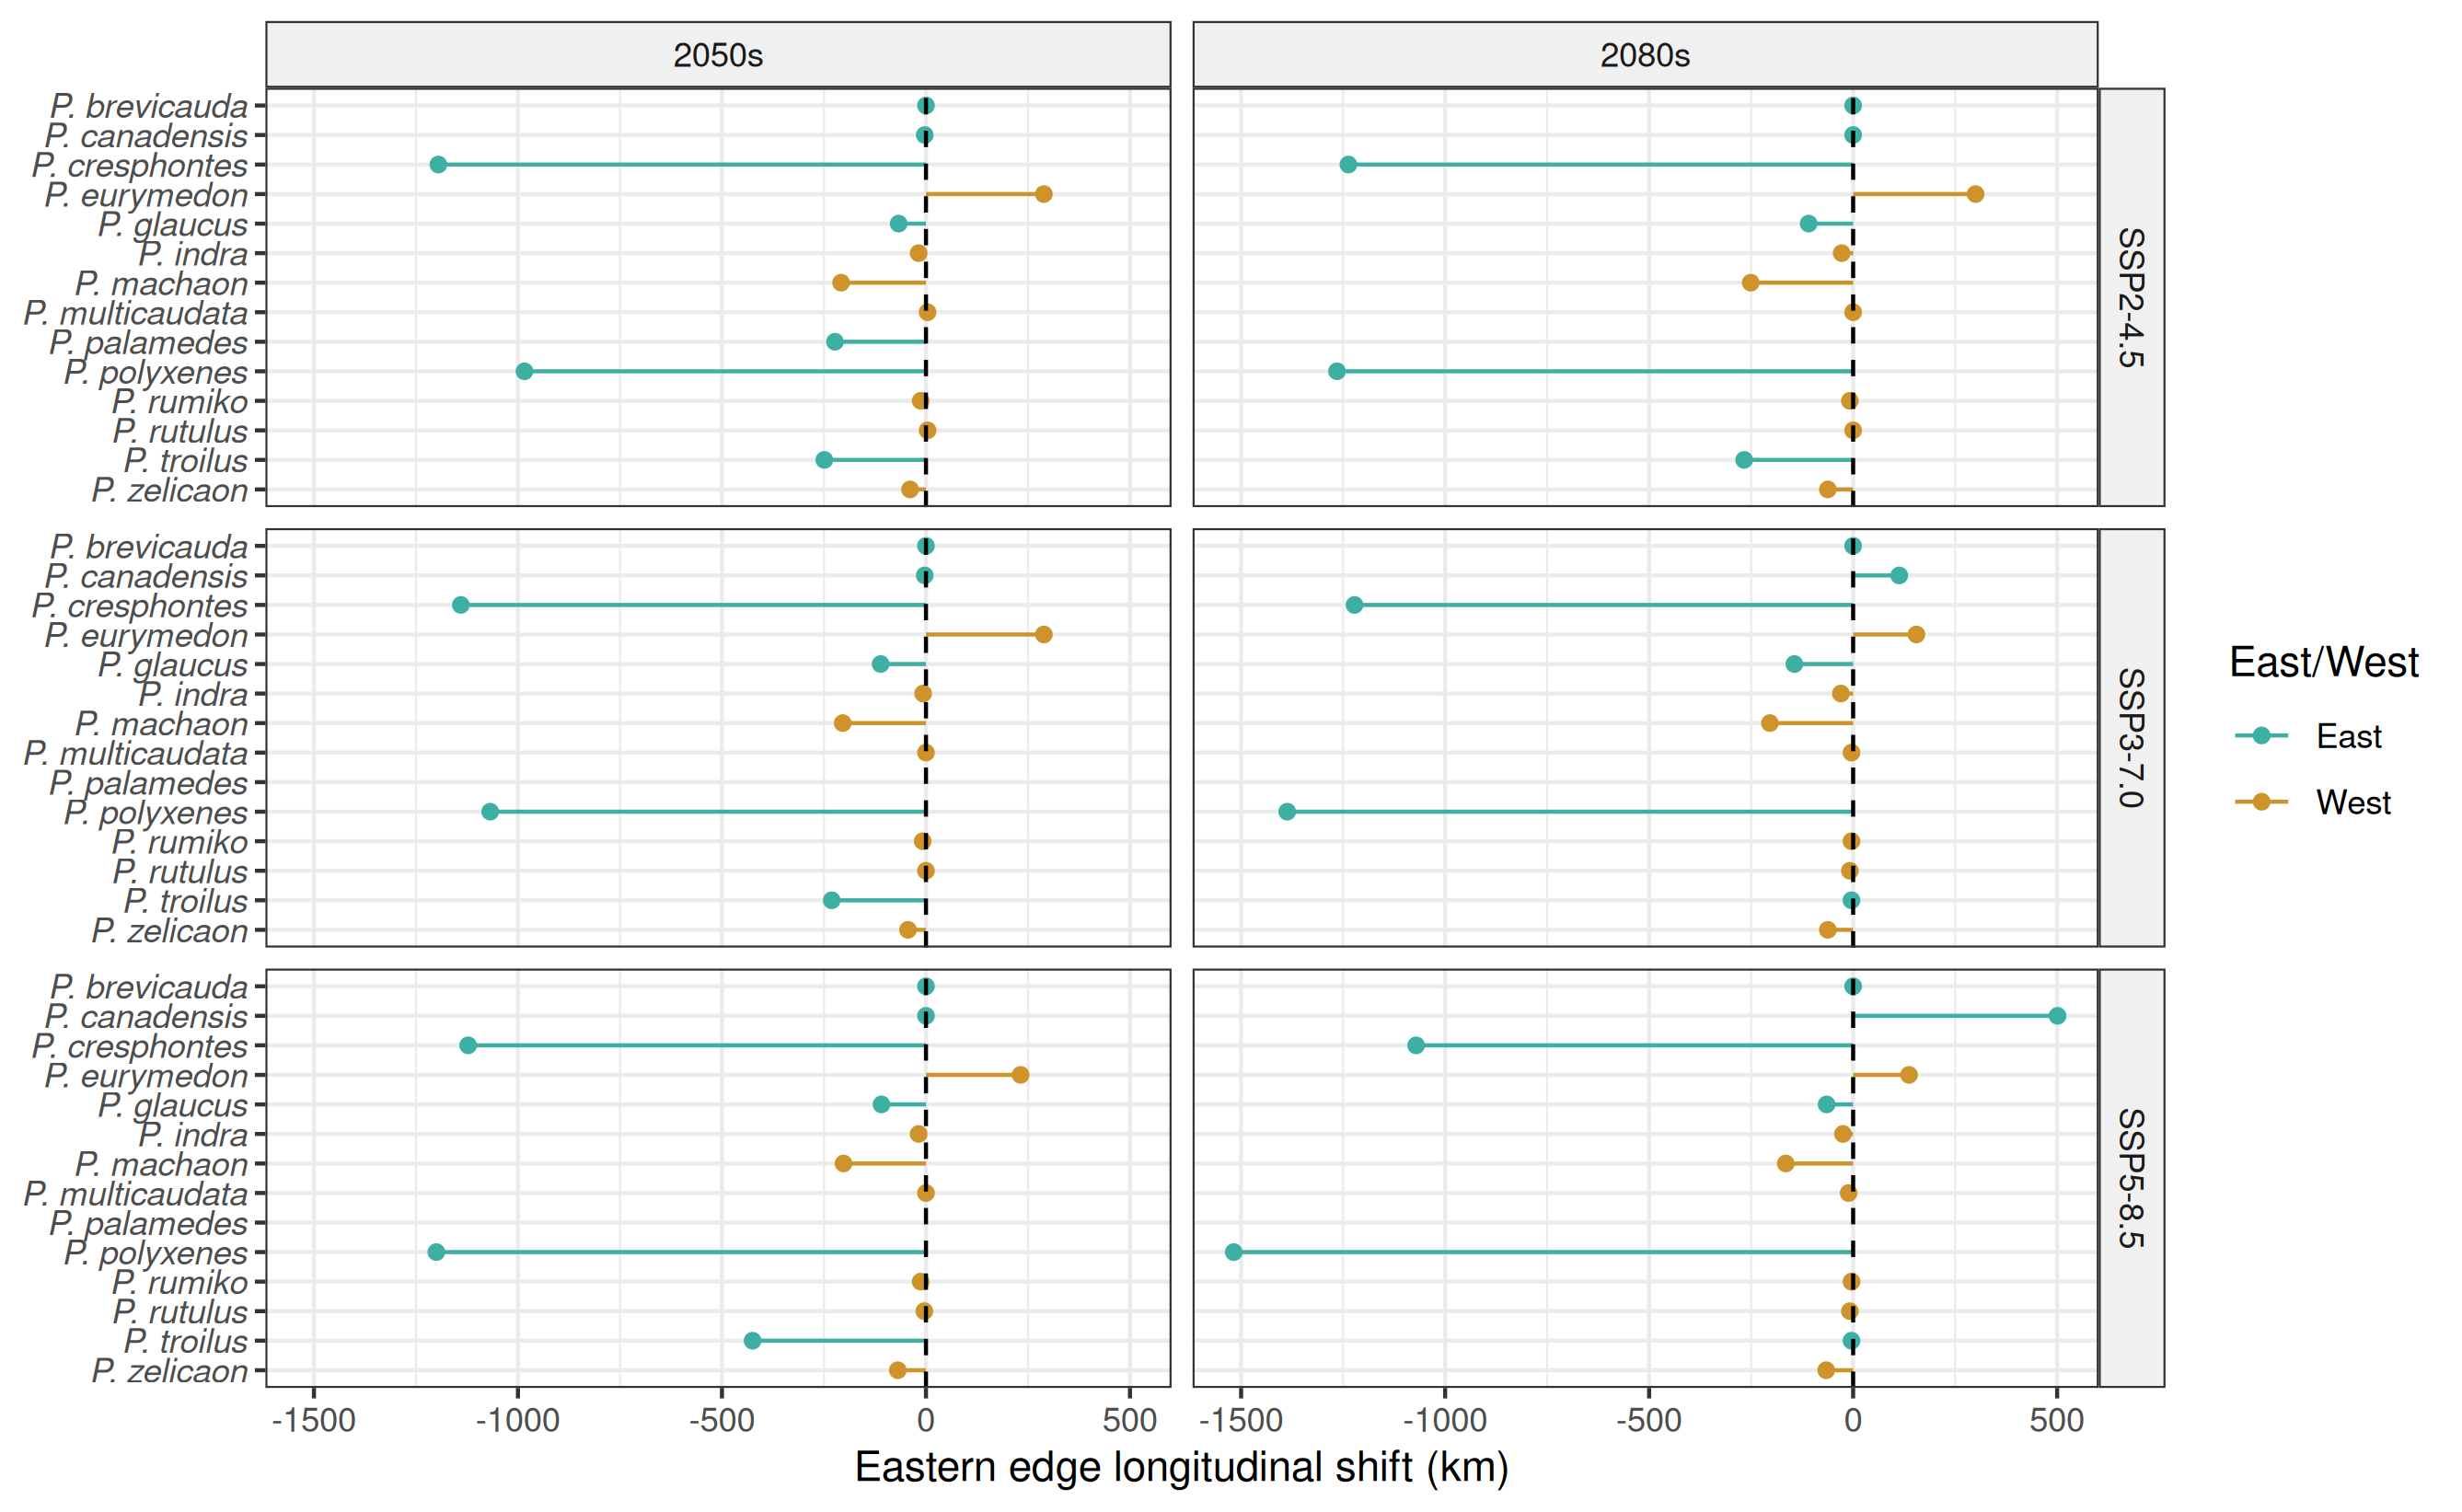 2050s
2080s
P. brevicauda
P. canadensis
P. cresphontes
P. eurymedon
P. glaucus
P. indra
P. machaon
P. multicaudata
P. palamedes
P. polyxenes
P. rumiko
P. rutulus
P. troilus
P. zelicaon
SSP2-4.5
P. brevicauda
P. canadensis
P. cresphontes
P. eurymedon
P. glaucus
P. indra
P. machaon
P. multicaudata
P. palamedes
P. polyxenes
P. rumiko
P. rutulus
P. troilus
P. zelicaon
SSP3-7.0
P. brevicauda
P. canadensis
P. cresphontes
P. eurymedon
P. glaucus
P. indra
P. machaon
P. multicaudata
P. palamedes
P. polyxenes
P. rumiko
P. rutulus
P. troilus
P. zelicaon
SSP5-8.5
-1500 -1000 -500 0 500
-1500 -1000 -500 0 500
Eastern edge longitudinal shift (km)
East/West
East
West